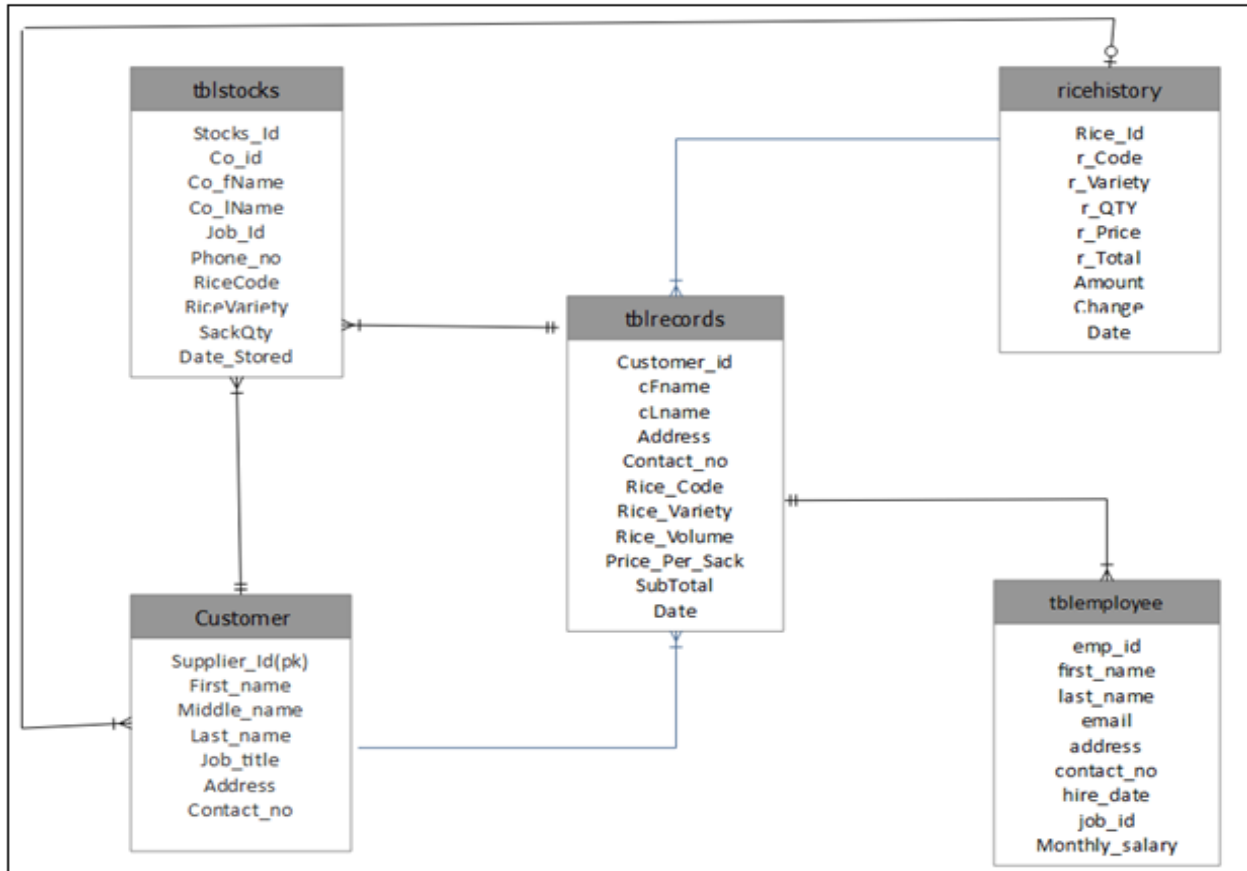 tblstocks
Stocks_Id
Co_id
Co_fName
Co_lName
Job_Id
Phone_no
RiceCode
RiceVariety
SackQty
Date_Stored
ricehistory
Rice_Id
r_Code
r_Variety
r_QTY
r_Price
r_Total
Amount
Change
Date
tblrecords
Customer_id
cFname
cLname
Address
Contact_no
Rice_Code
Rice_Variety
Rice_Volume
Price_Per_Sack
SubTotal
Date
Customer
Supplier_Id(pk)
First_name
Middle_name
Last_name
Job_title
Address
Contact_no
tblemployee
emp_id
first_name
last_name
email
address
contact_no
hire_date
job_id
Monthly_salary